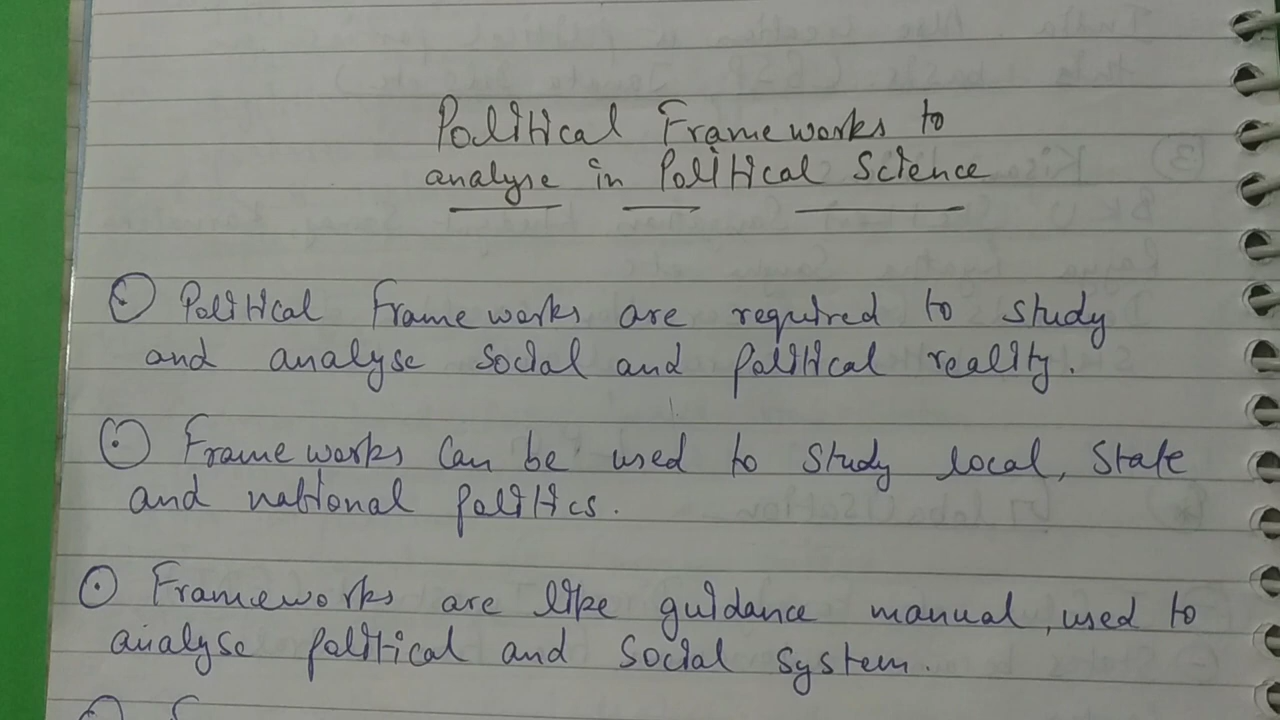 Political Frameworks to
analyse in Political Science
Political Frameworks are required to study
and analyse social and political reality.
Frameworks can be used to study local, state
and national politics.
Frameworks are like guidance manual, used to
analyse political and social system.